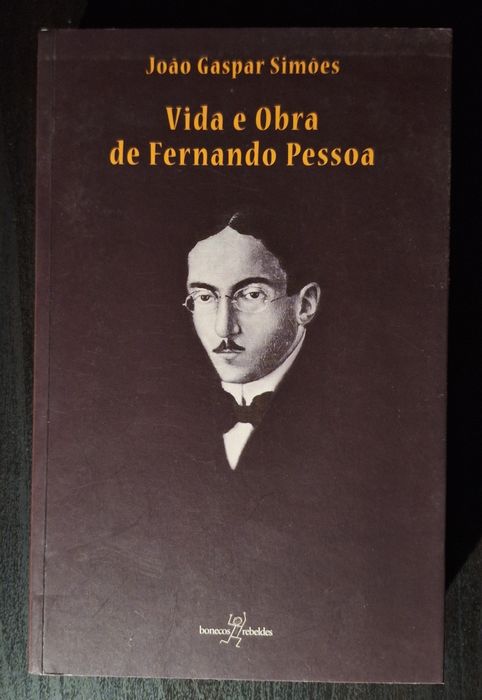 João Gaspar Simões
Vida e Obra
de Fernando Pessoa
bonecos rebeldes